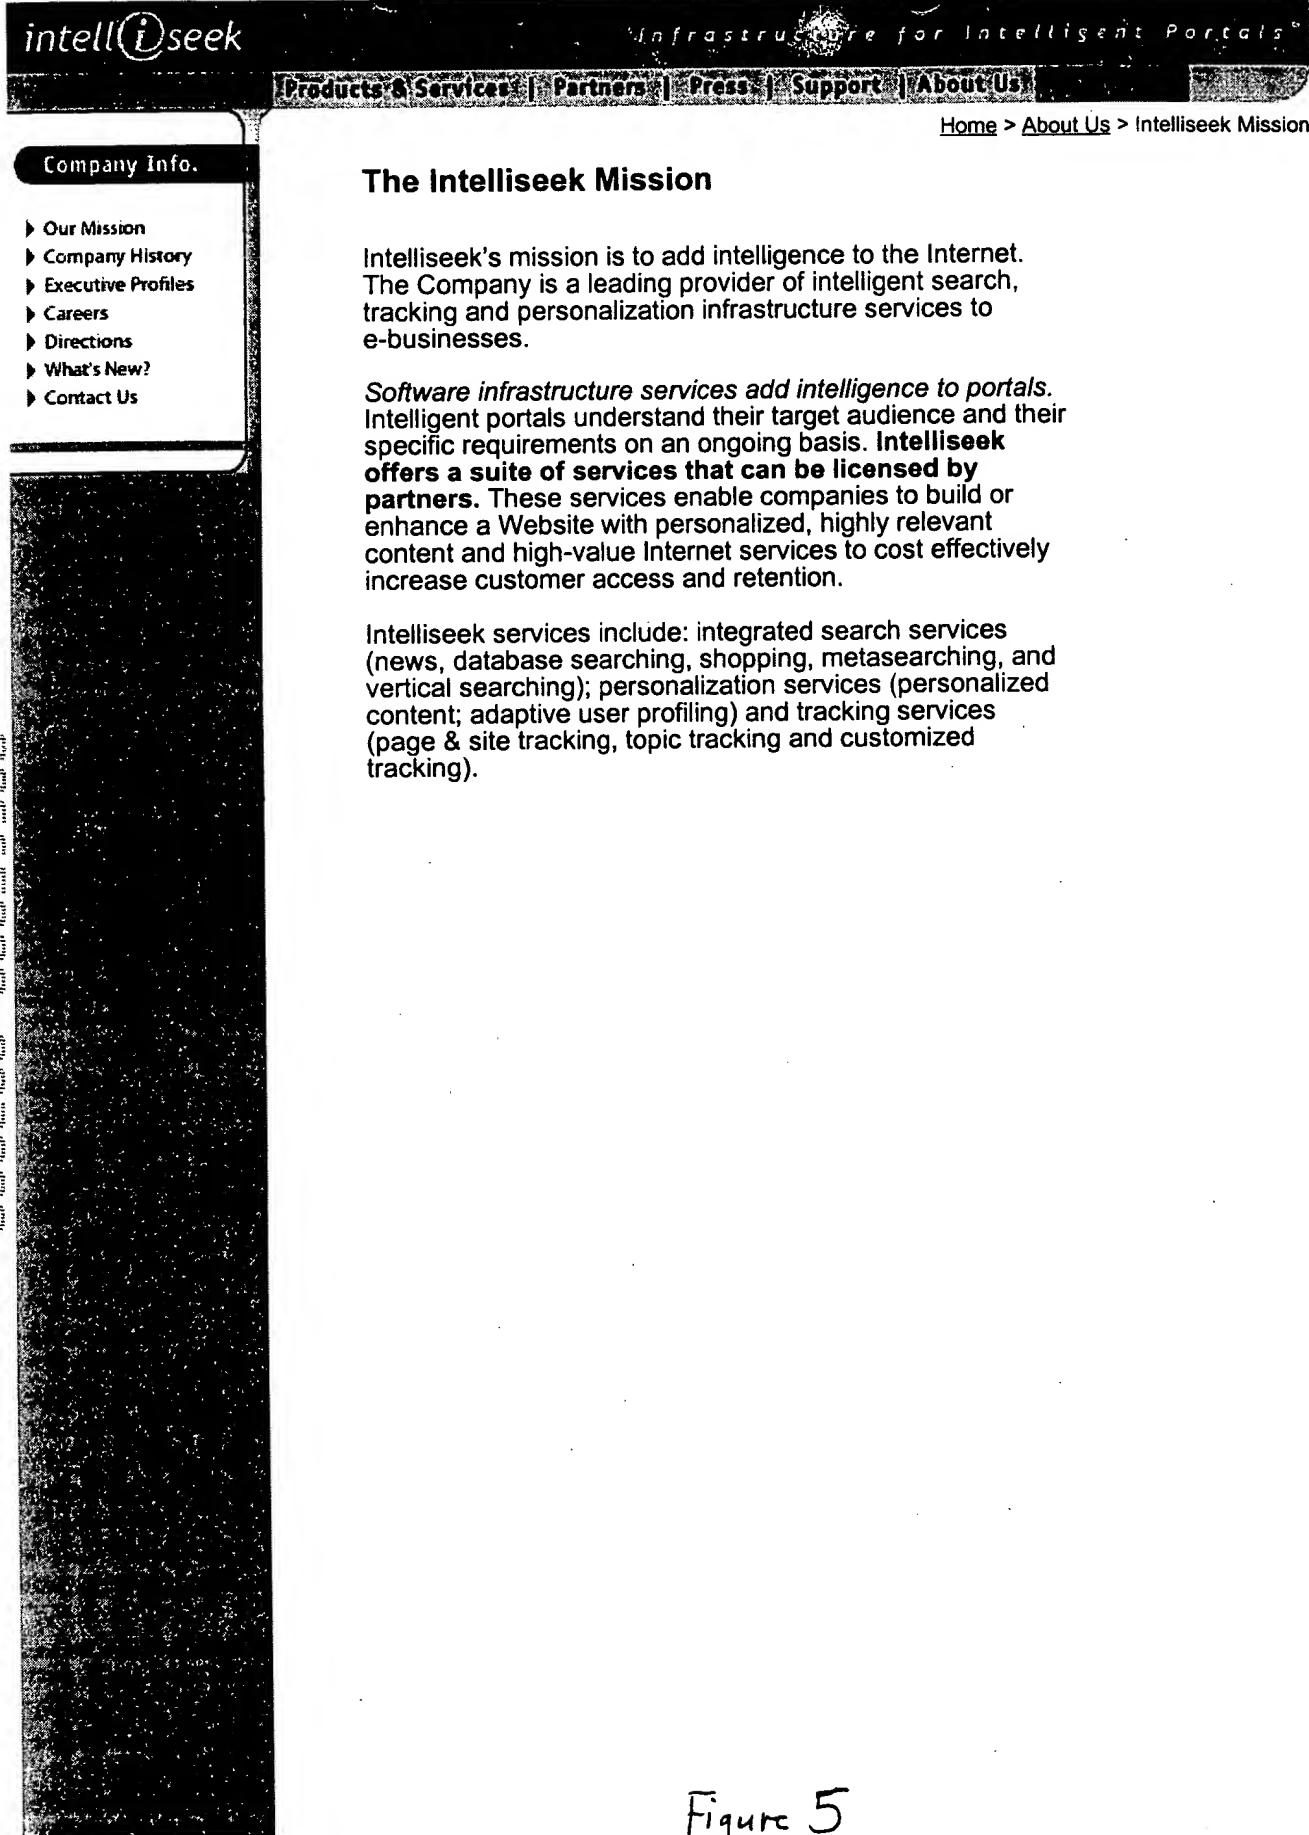 intelliseek
"Infrastructure for Intelligent Portals"
Products & Services | Partners | Press | Support | About Us
Home > About Us > Intelliseek Mission
Company Info.
Our Mission
Company History
Executive Profiles
Careers
Directions
What's New?
Contact Us
The Intelliseek Mission
Intelliseek's mission is to add intelligence to the Internet.
The Company is a leading provider of intelligent search,
tracking and personalization infrastructure services to
e-businesses.
Software infrastructure services add intelligence to portals.
Intelligent portals understand their target audience and their
specific requirements on an ongoing basis. Intelliseek
offers a suite of services that can be licensed by
partners. These services enable companies to build or
enhance a Website with personalized, highly relevant
content and high-value Internet services to cost effectively
increase customer access and retention.
Intelliseek services include: integrated search services
(news, database searching, shopping, metasearching, and
vertical searching); personalization services (personalized
content; adaptive user profiling) and tracking services
(page & site tracking, topic tracking and customized
tracking).
Figure 5